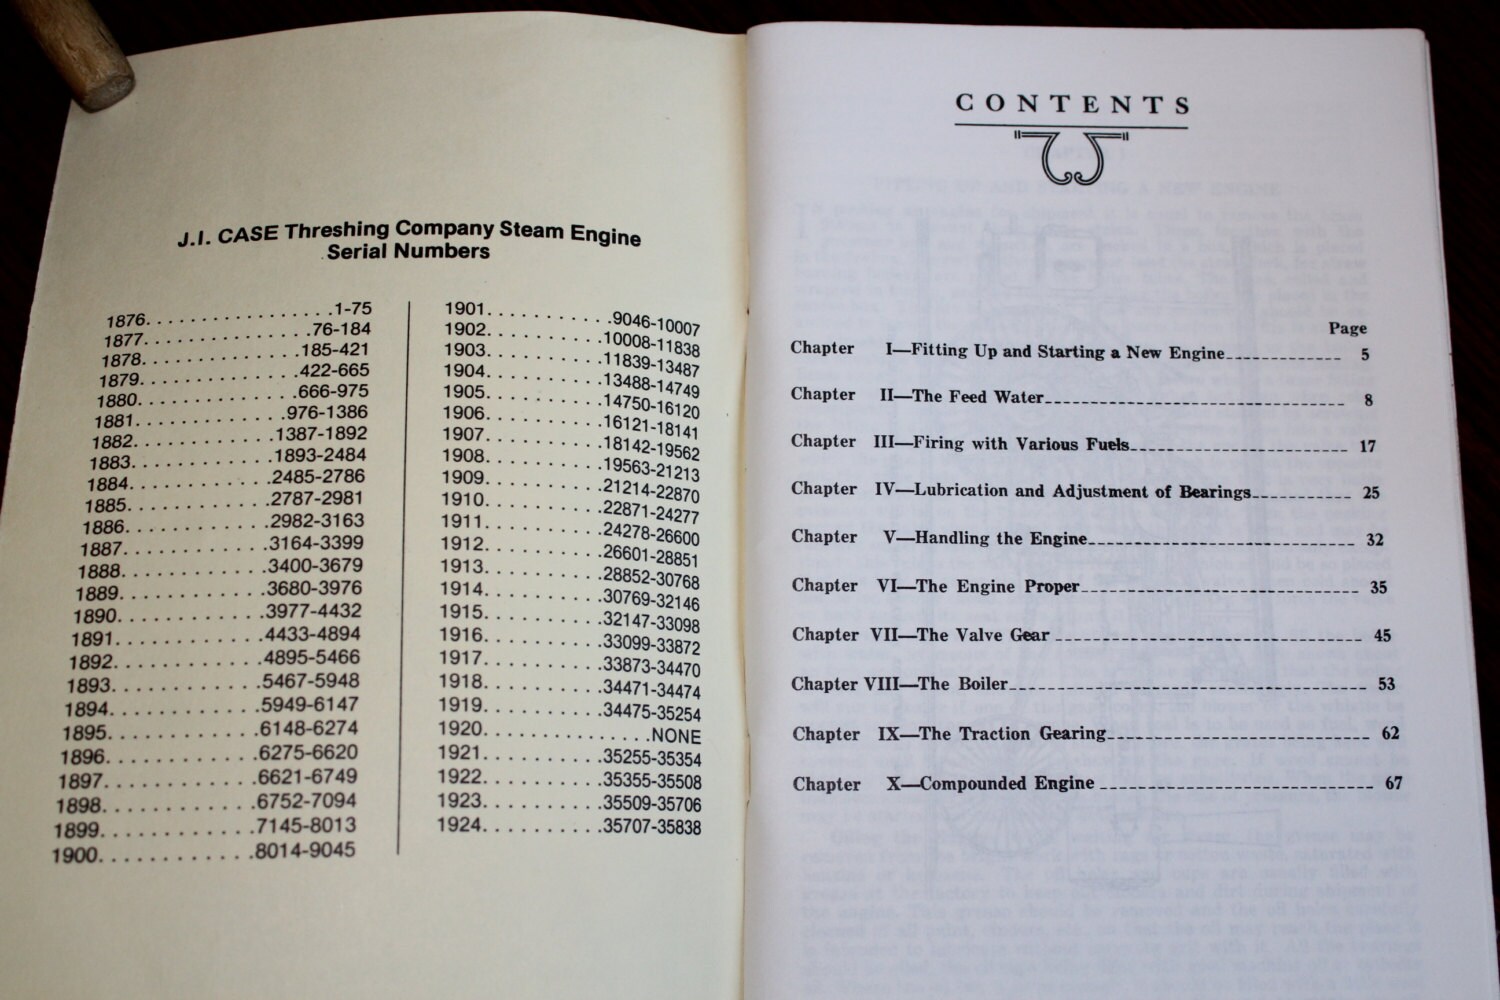 J.I. CASE Threshing Company Steam Engine
Serial Numbers
1876. . . . . . . . . . . . . . . . .1-75
1877. . . . . . . . . . . . . . .76-184
1878. . . . . . . . . . . . . .185-421
1879. . . . . . . . . . . . . .422-665
1880. . . . . . . . . . . . . .666-975
1881. . . . . . . . . . . . .976-1386
1882. . . . . . . . . . . .1387-1892
1883. . . . . . . . . . . .1893-2484
1884. . . . . . . . . . . .2485-2786
1885. . . . . . . . . . . .2787-2981
1886. . . . . . . . . . . .2982-3163
1887. . . . . . . . . . . .3164-3399
1888. . . . . . . . . . . .3400-3679
1889. . . . . . . . . . . .3680-3976
1890. . . . . . . . . . . .3977-4432
1891. . . . . . . . . . . .4433-4894
1892. . . . . . . . . . . .4895-5466
1893. . . . . . . . . . . .5467-5948
1894. . . . . . . . . . . .5949-6147
1895. . . . . . . . . . . .6148-6274
1896. . . . . . . . . . . .6275-6620
1897. . . . . . . . . . . .6621-6749
1898. . . . . . . . . . . .6752-7094
1899. . . . . . . . . . . .7145-8013
1900. . . . . . . . . . . .8014-9045
1901. . . . . . . . . . .9046-10007
1902. . . . . . . . . .10008-11838
1903. . . . . . . . . .11839-13487
1904. . . . . . . . . .13488-14749
1905. . . . . . . . . .14750-16120
1906. . . . . . . . . .16121-18141
1907. . . . . . . . . .18142-19562
1908. . . . . . . . . .19563-21213
1909. . . . . . . . . .21214-22870
1910. . . . . . . . . .22871-24277
1911. . . . . . . . . .24278-26600
1912. . . . . . . . . .26601-28851
1913. . . . . . . . . .28852-30768
1914. . . . . . . . . .30769-32146
1915. . . . . . . . . .32147-33098
1916. . . . . . . . . .33099-33872
1917. . . . . . . . . .33873-34470
1918. . . . . . . . . .34471-34474
1919. . . . . . . . . .34475-35254
1920. . . . . . . . . . . . . .NONE
1921. . . . . . . . . .35255-35354
1922. . . . . . . . . .35355-35508
1923. . . . . . . . . .35509-35706
1924. . . . . . . . . .35707-35838
CONTENTS
Page
Chapter I—Fitting Up and Starting a New Engine____________ 5
Chapter II—The Feed Water______________________________ 8
Chapter III—Firing with Various Fuels________________________ 17
Chapter IV—Lubrication and Adjustment of Bearings__________ 25
Chapter V—Handling the Engine___________________________ 32
Chapter VI—The Engine Proper____________________________ 35
Chapter VII—The Valve Gear ______________________________ 45
Chapter VIII—The Boiler___________________________________ 53
Chapter IX—The Traction Gearing__________________________ 62
Chapter X—Compounded Engine ___________________________ 67